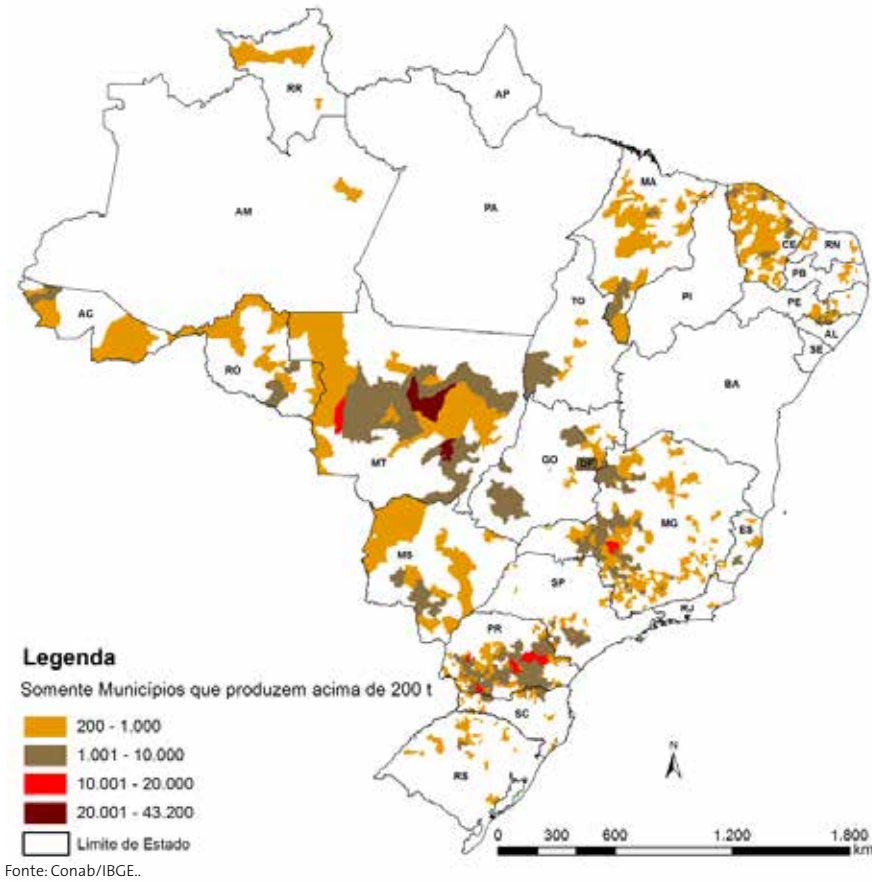 RR
AP
AM
PA
MA
CE
RN
PB
PE
AL
SE
PI
TO
AC
RO
BA
MT
GO
DF
MG
ES
MS
SP
RJ
PR
SC
RS
Legenda
Somente Municípios que produzem acima de 200 t
200 - 1.000
1.001 - 10.000
10.001 - 20.000
20.001 - 43.200
Limite de Estado
N
0 300 600 1.200 1.800
km
Fonte: Conab/IBGE..